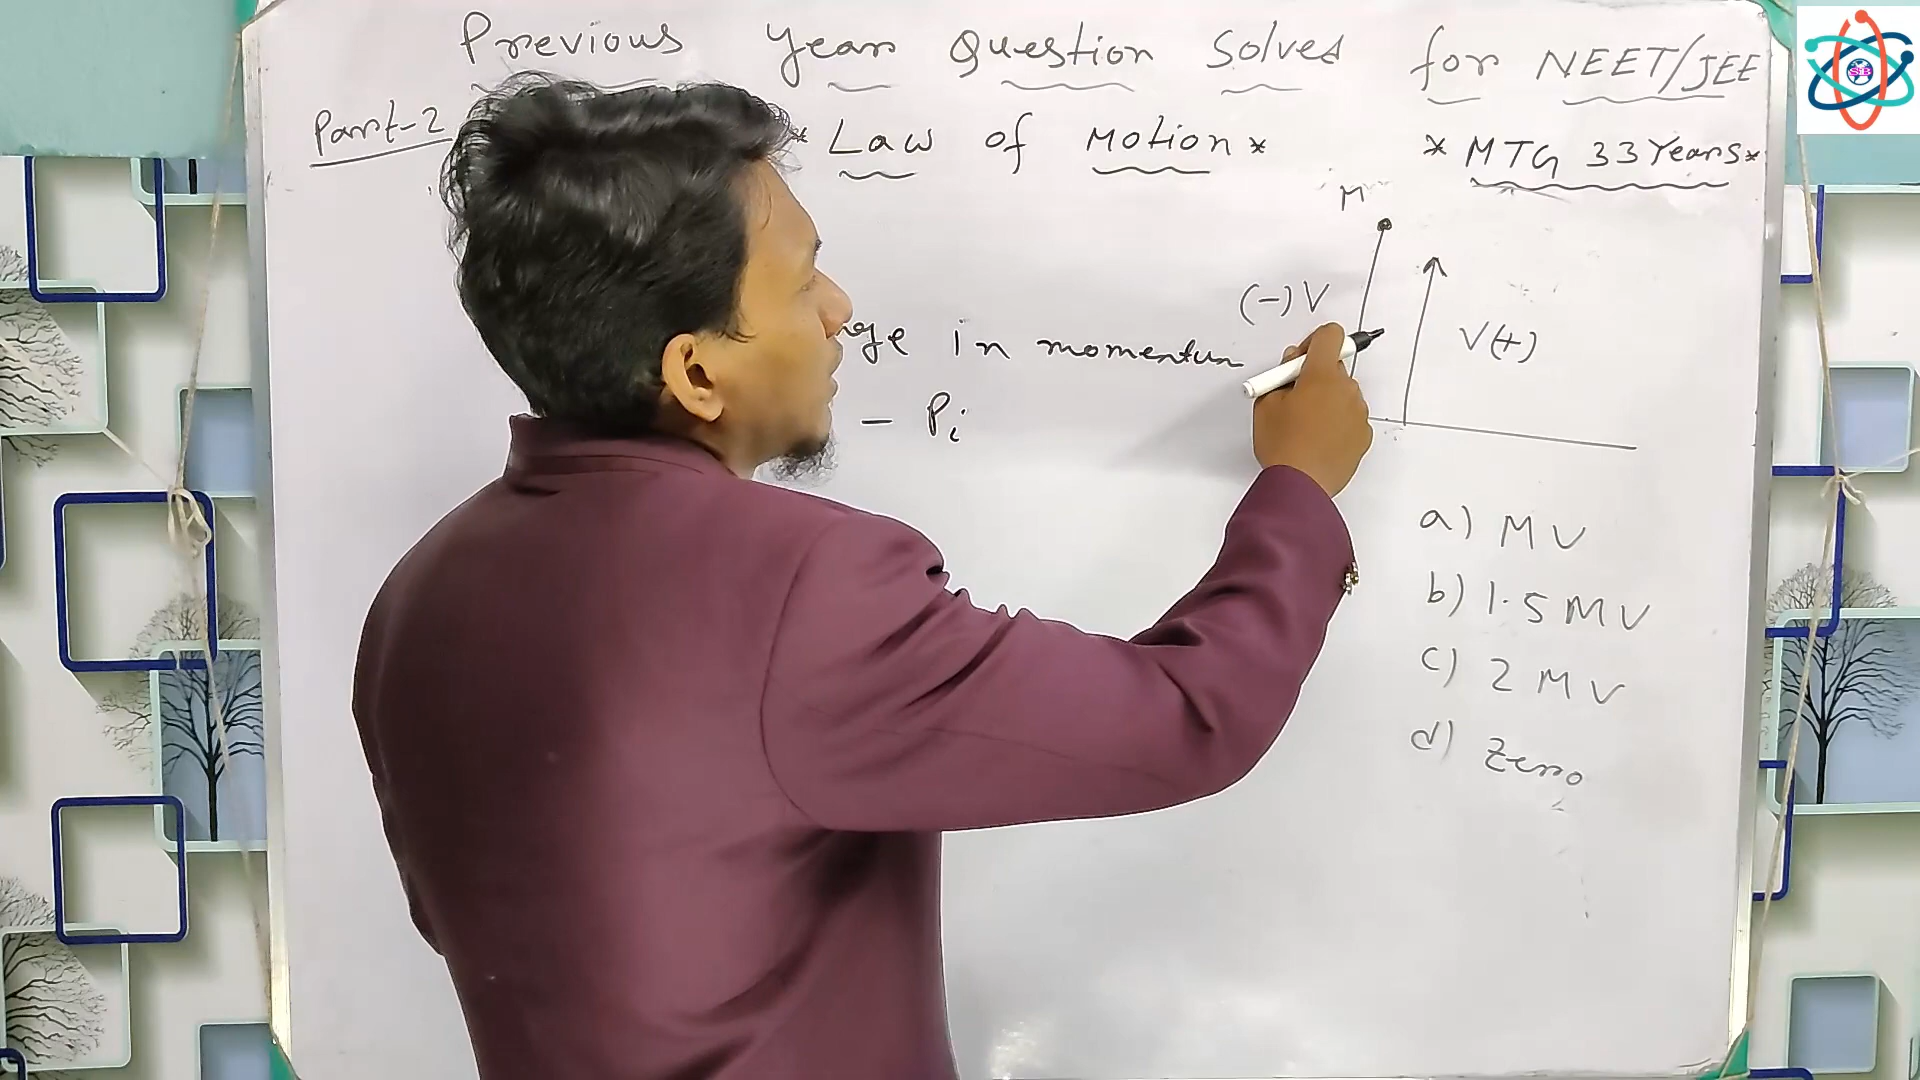 Previous Year Question Solved for NEET/JEE
Part-2 * Law of Motion * * MTG 33 Years *
M
(-)V
V(+)
in momentum
- Pi
a) MV
b) 1.5 MV
c) 2 MV
d) Zero
SB